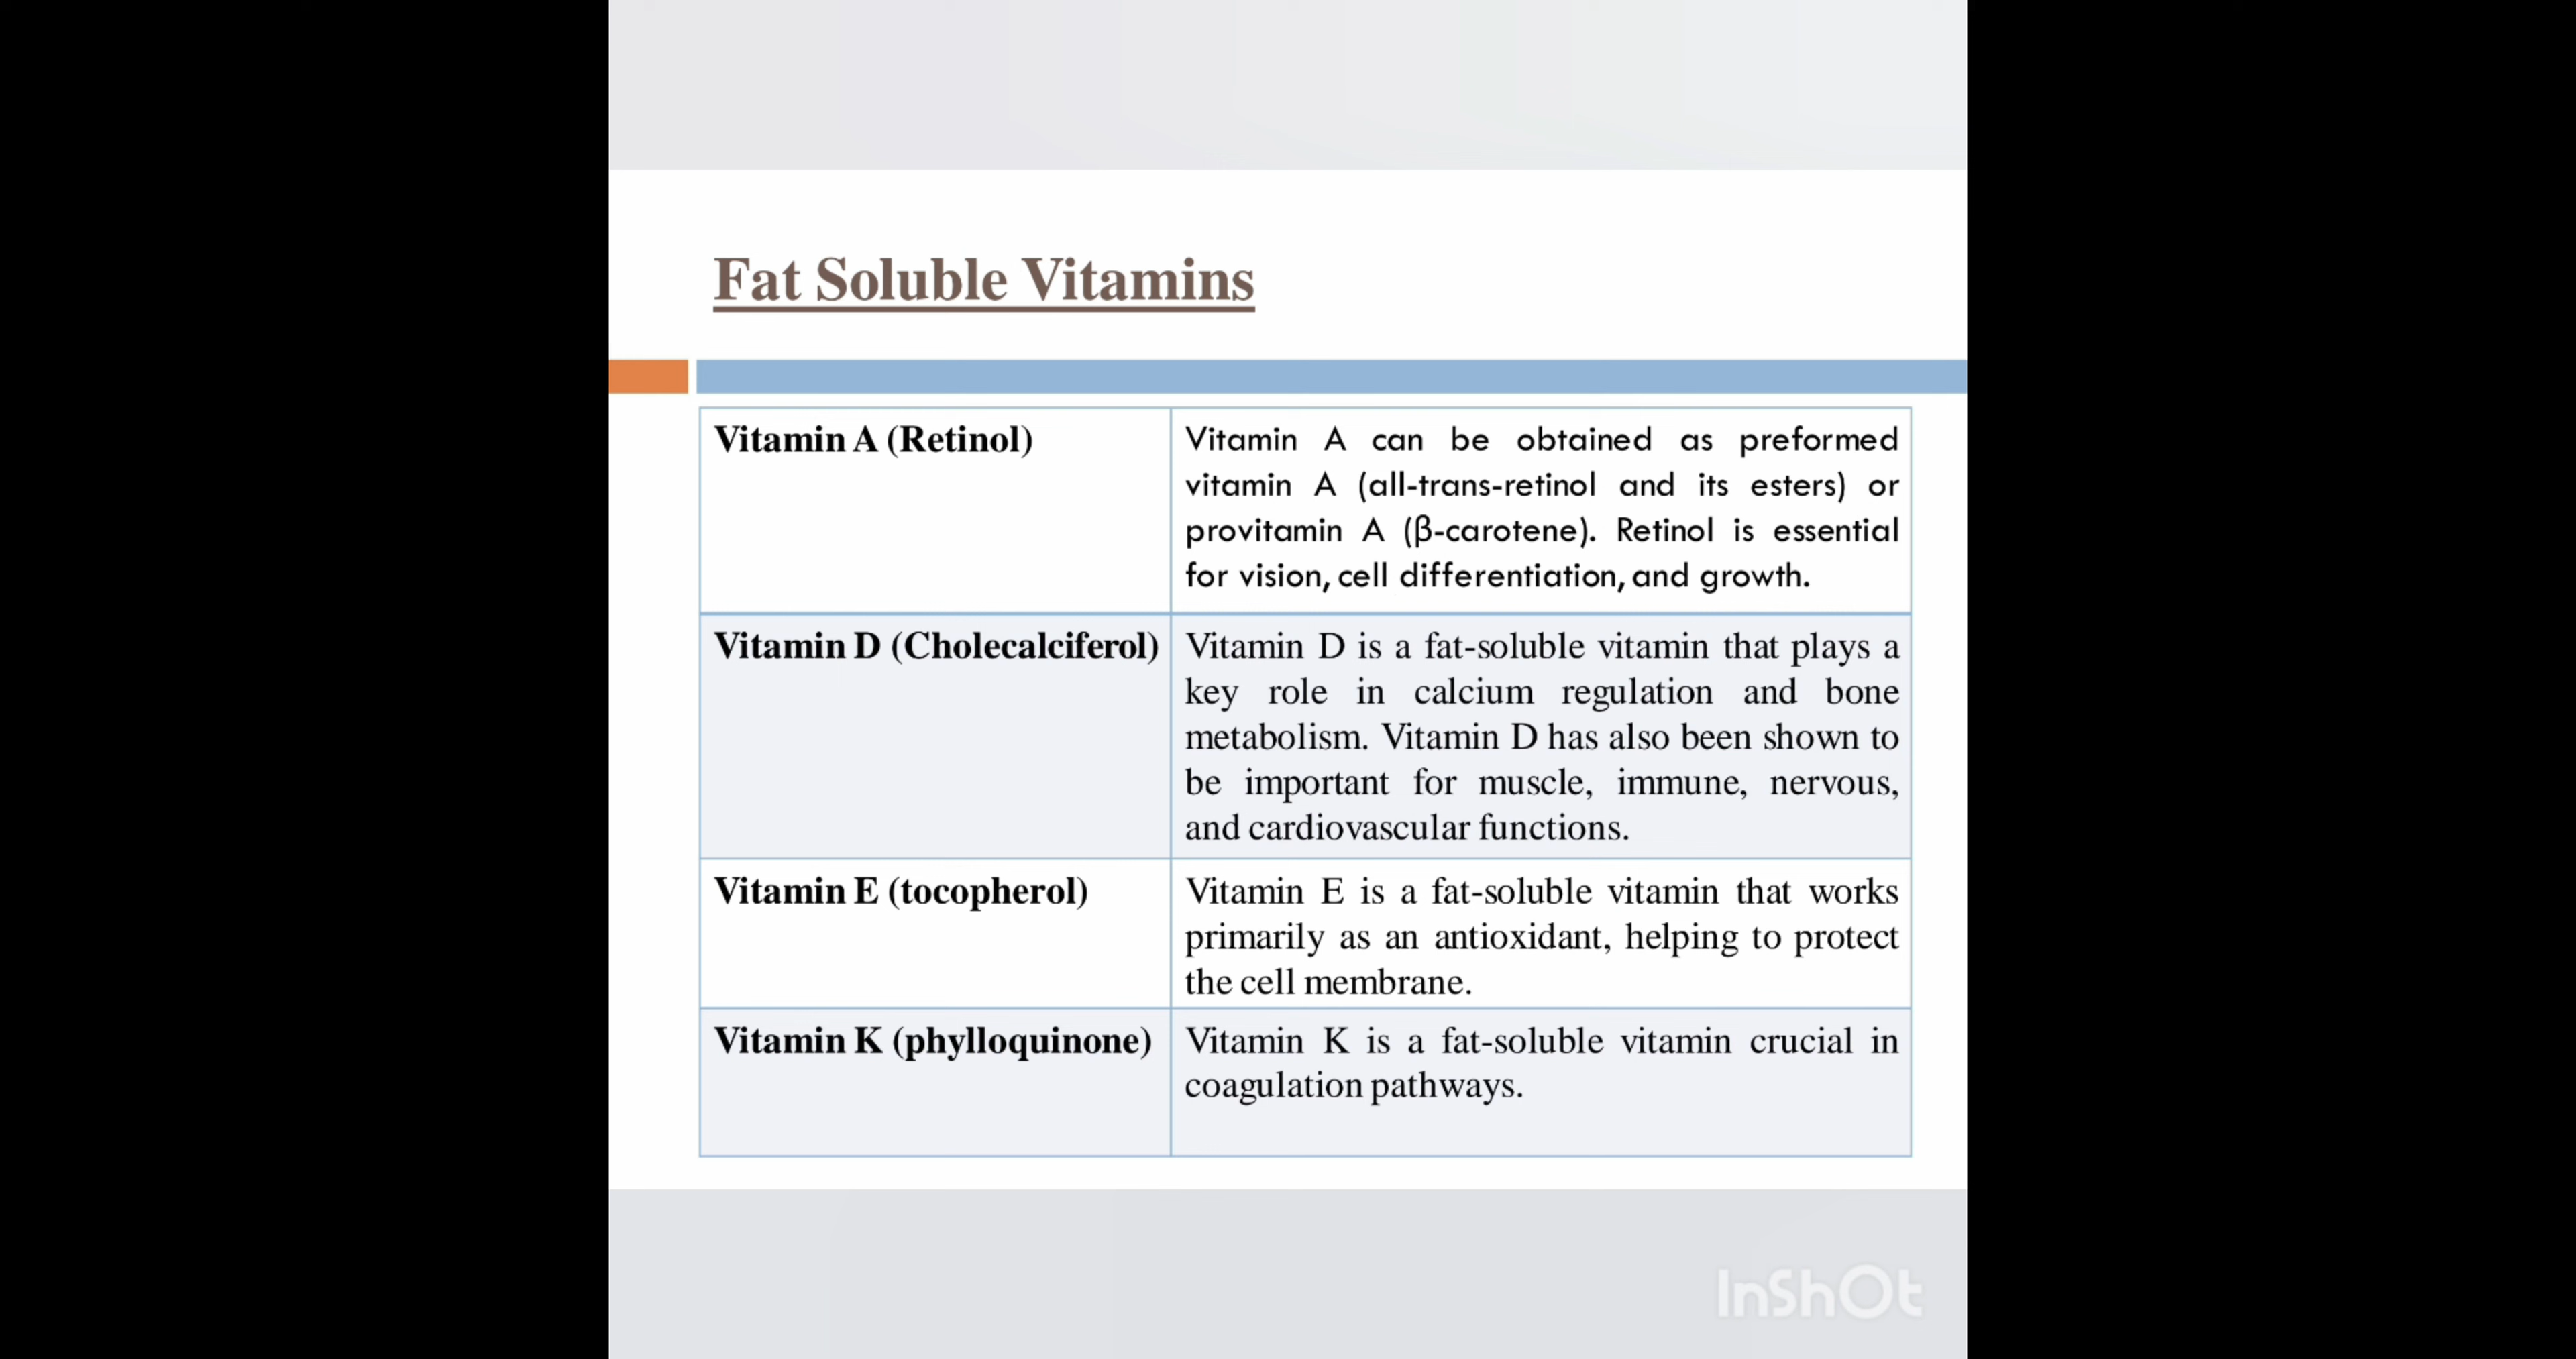 Fat Soluble Vitamins
Vitamin A (Retinol)
Vitamin A can be obtained as preformed
vitamin A (all-trans-retinol and its esters) or
provitamin A (β-carotene). Retinol is essential
for vision, cell differentiation, and growth.
Vitamin D (Cholecalciferol)
Vitamin D is a fat-soluble vitamin that plays a
key role in calcium regulation and bone
metabolism. Vitamin D has also been shown to
be important for muscle, immune, nervous,
and cardiovascular functions.
Vitamin E (tocopherol)
Vitamin E is a fat-soluble vitamin that works
primarily as an antioxidant, helping to protect
the cell membrane.
Vitamin K (phylloquinone)
Vitamin K is a fat-soluble vitamin crucial in
coagulation pathways.
InShOt